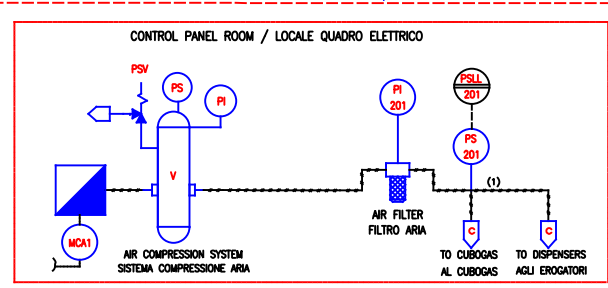 CONTROL PANEL ROOM / LOCALE QUADRO ELETTRICO
PSV
PS
PI
PI
201
PSLL
201
PS
201
V
(1)
MCA1
AIR COMPRESSION SYSTEM
SISTEMA COMPRESSIONE ARIA
AIR FILTER
FILTRO ARIA
C
C
TO CUBOGAS
AL CUBOGAS
TO DISPENSERS
AGLI EROGATORI